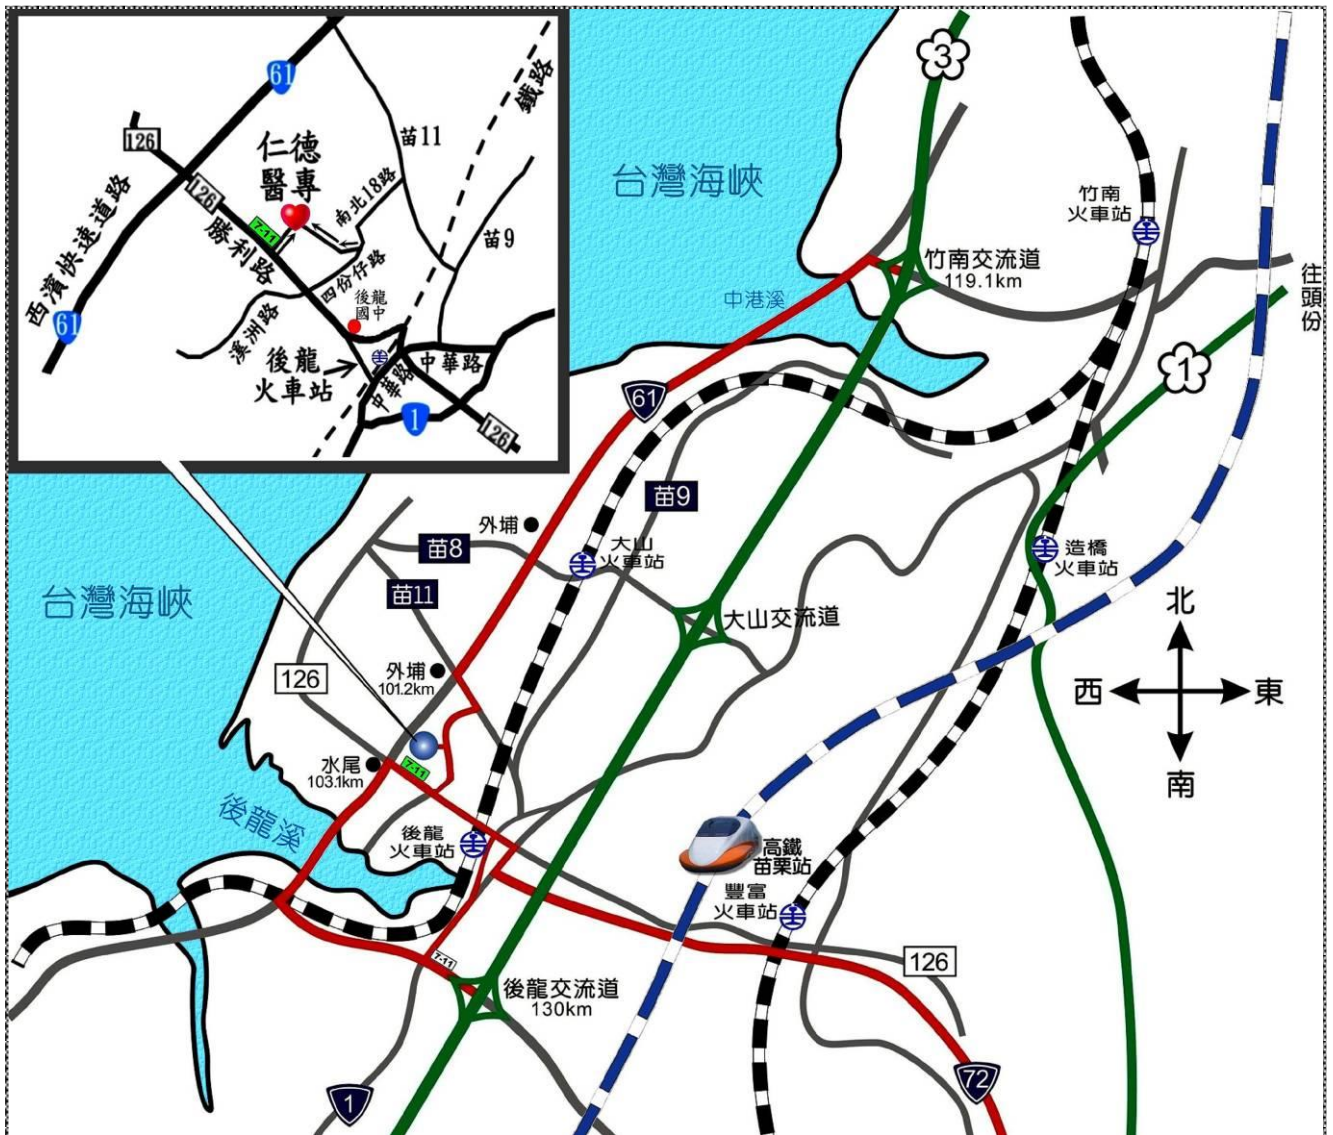 61
鐵路
126
仁德
醫專
苗11
126
7-11
南北18路
勝利路
苗9
西濱快速道路
61
四份仔路
溪洲路
後龍
國中
後龍
火車站
中華路
中華路
1
126
3
台灣海峽
竹南
火車站
竹南交流道
119.1km
中港溪
往頭份
1
61
苗9
外埔
苗8
大山
火車站
造橋
火車站
苗11
台灣海峽
大山交流道
北
西
東
南
外埔
101.2km
126
水尾
103.1km
7-11
後龍溪
後龍
火車站
高鐵
苗栗站
豐富
火車站
7-11
126
後龍交流道
130km
72
1